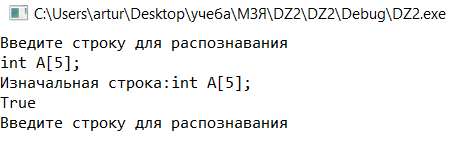 C:\Users\artur\Desktop\учеба\МЗЯ\DZ2\DZ2\Debug\DZ2.exe
Введите строку для распознавания
int A[5];
Изначальная строка:int A[5];
True
Введите строку для распознавания